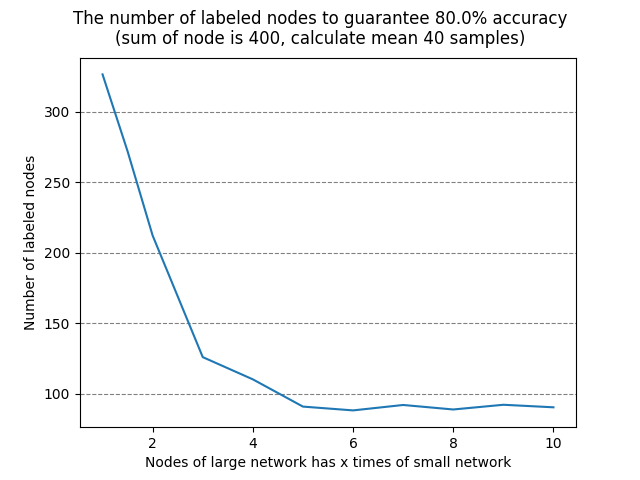 The number of labeled nodes to guarantee 80.0% accuracy
(sum of node is 400, calculate mean 40 samples)
300
250
200
150
100
Number of labeled nodes
2 4 6 8 10
Nodes of large network has x times of small network